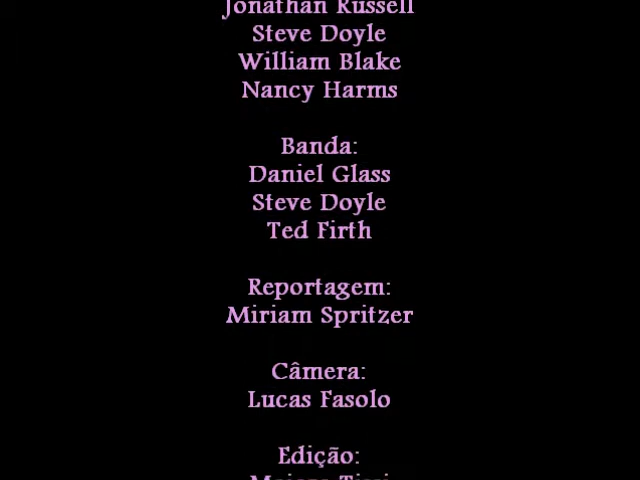 Jonathan Russell
Steve Doyle
William Blake
Nancy Harms
Banda:
Daniel Glass
Steve Doyle
Ted Firth
Reportagem:
Miriam Spritzer
Câmera:
Lucas Fasolo
Edição: